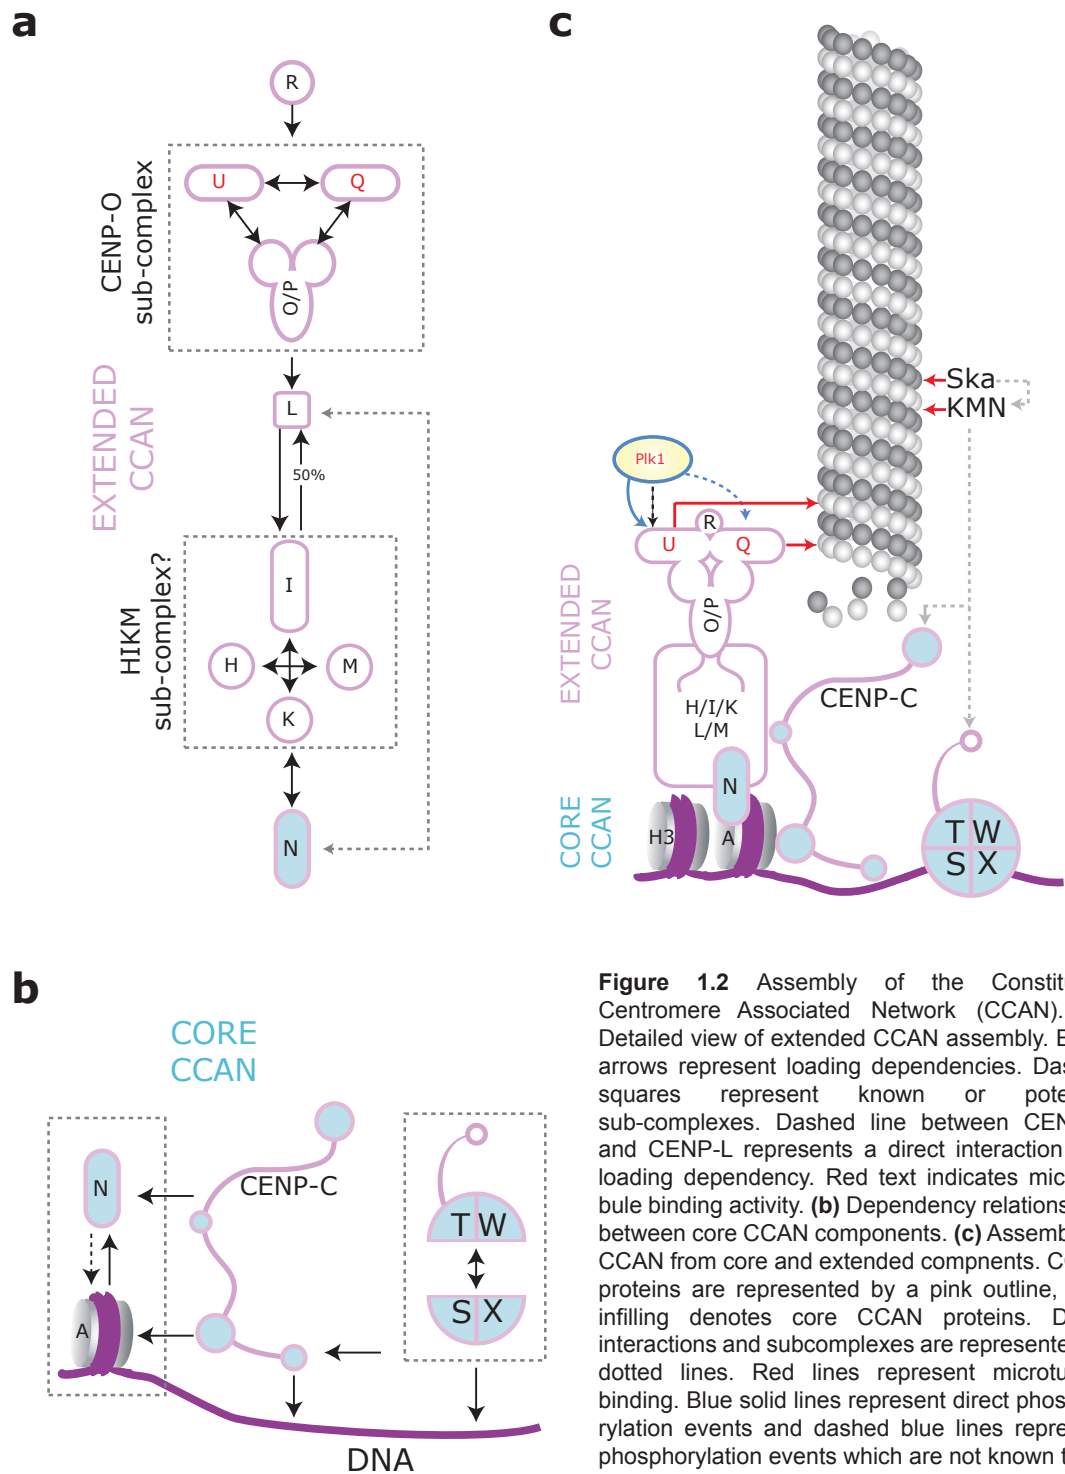 a
R
U
Q
O/P
CENP-O
sub-complex
L
50%
EXTENDED
CCAN
I
H
M
K
HIKM
sub-complex?
N
c
Ska
KMN
Plk1
R
U
Q
O/P
EXTENDED
CCAN
H/I/K
L/M
CENP-C
N
H3
A
CORE
CCAN
T W
S X
b
CORE
CCAN
N
CENP-C
T W
S X
A
DNA
Figure 1.2 Assembly of the
Centromere Associated Network (CCAN).
Detailed view of extended CCAN assembly.
arrows represent loading dependencies.
squares represent known or
sub-complexes. Dashed line between
and CENP-L represents a direct interaction
loading dependency. Red text indicates
bule binding activity. (b) Dependency
between core CCAN components. (c)
CCAN from core and extended compnents.
proteins are represented by a pink outline,
infilling denotes core CCAN proteins.
interactions and subcomplexes are
dotted lines. Red lines represent
binding. Blue solid lines represent direct
rylation events and dashed blue lines
phosphorylation events which are not known